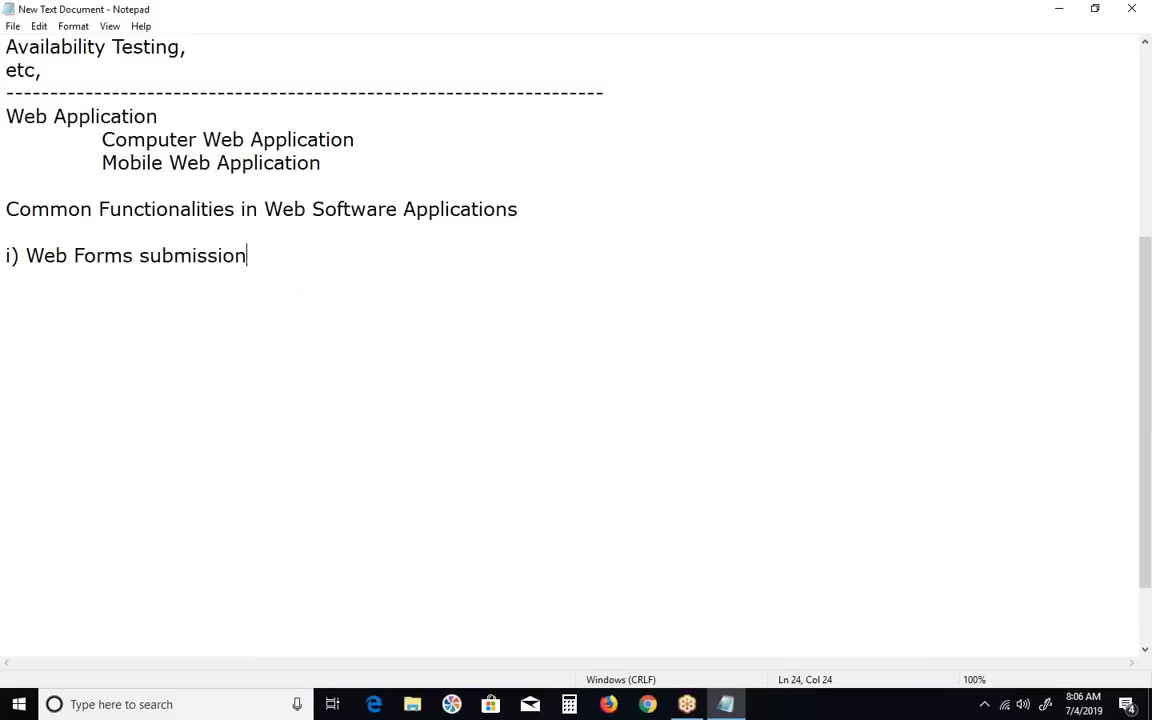 New Text Document - Notepad
File Edit Format View Help
Availability Testing,
etc,
--------------------------------------------------------------------
Web Application
Computer Web Application
Mobile Web Application
Common Functionalities in Web Software Applications
i) Web Forms submission
Windows (CRLF) Ln 24, Col 24 100%
Type here to search
8:06 AM
7/4/2019
4